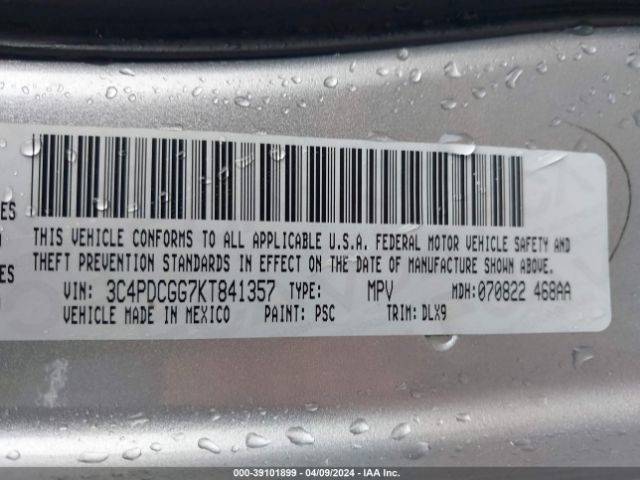 ES
THIS VEHICLE CONFORMS TO ALL APPLICABLE U.S.A. FEDERAL MOTOR VEHICLE SAFETY AND
THEFT PREVENTION STANDARDS IN EFFECT ON THE DATE OF MANUFACTURE SHOWN ABOVE.
ES
VIN: 3C4PDCGG7KT841357 TYPE: MPV MDH:070822 468AA
VEHICLE MADE IN MEXICO PAINT: PSC TRIM: DLX9
000-39101899 | 04/09/2024 | IAA Inc.